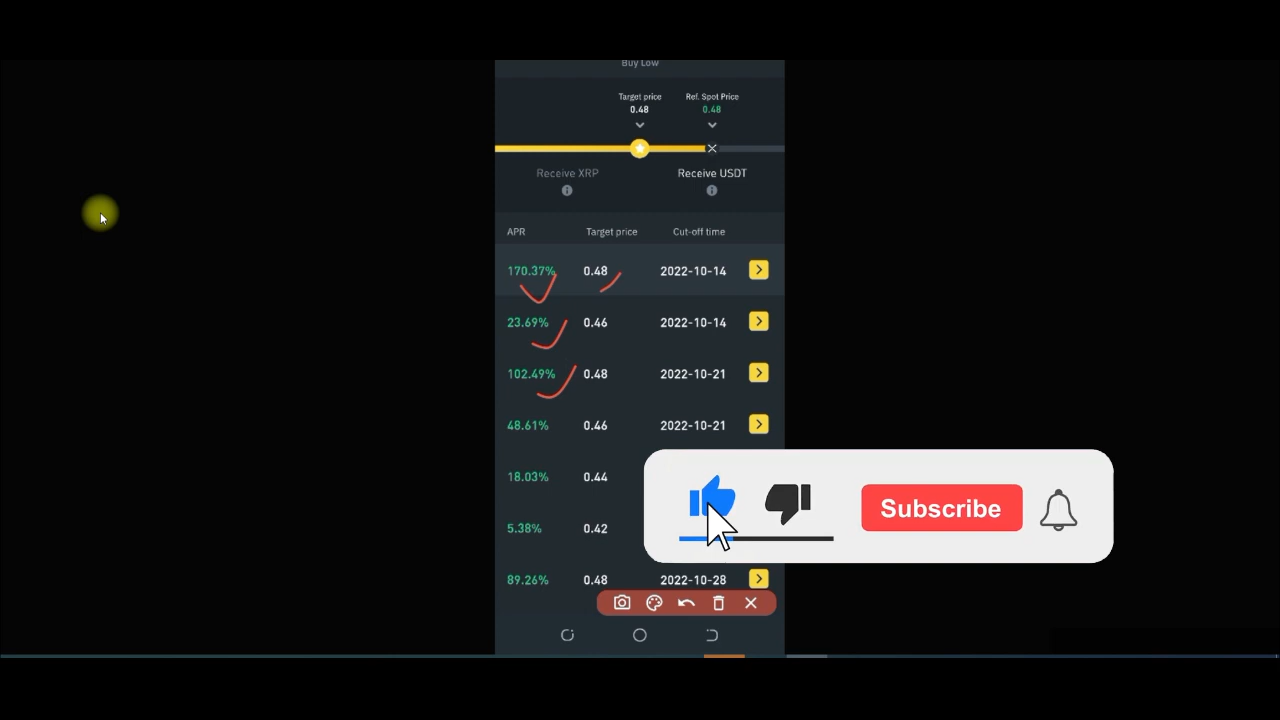 Buy Low
Target price Ref. Spot Price
0.48 0.48
Receive XRP Receive USDT
APR Target price Cut-off time
170.37% 0.48 2022-10-14
23.69% 0.46 2022-10-14
102.49% 0.48 2022-10-21
48.61% 0.46 2022-10-21
18.03% 0.44
Subscribe
5.38% 0.42
89.26% 0.48 2022-10-28